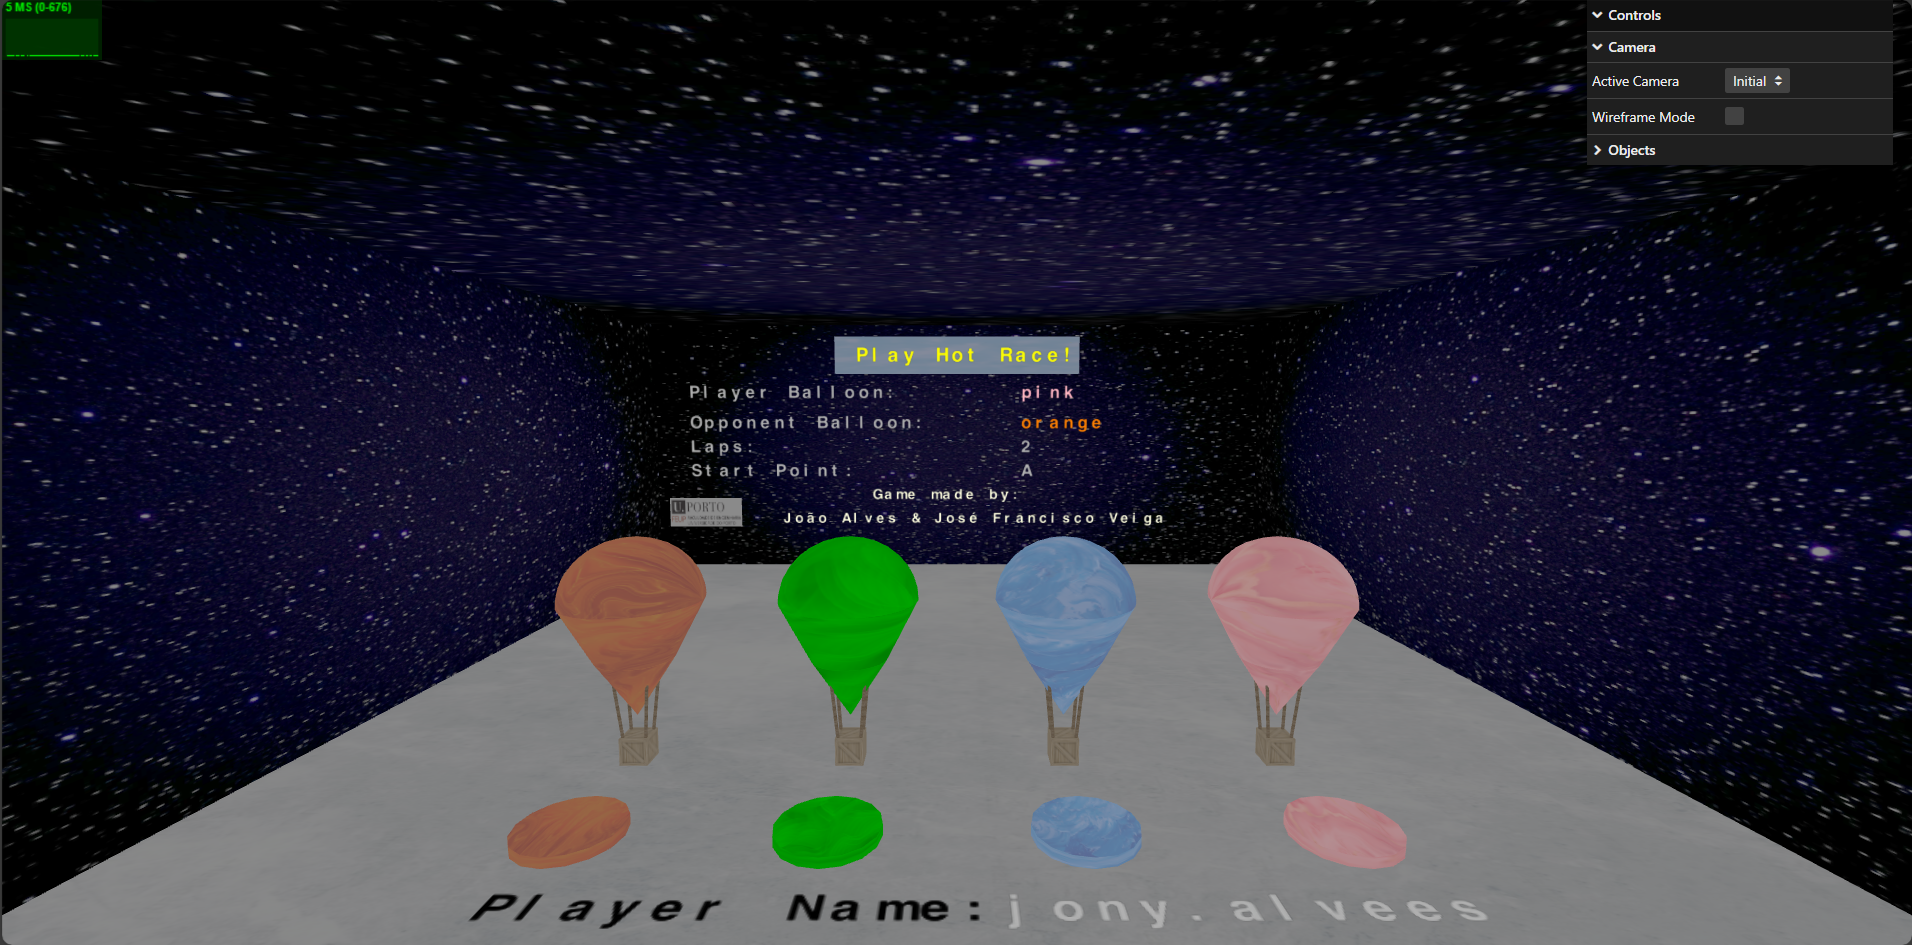 5 MS (0-676)
Controls
Camera
Active Camera Initial
Wireframe Mode
Objects
Play Hot Race!
Player Balloon: pink
Opponent Balloon: orange
Laps: 2
Start Point: A
Game made by:
João Alves & José Francisco Veiga
U.PORTO
Player Name: jony.alvees